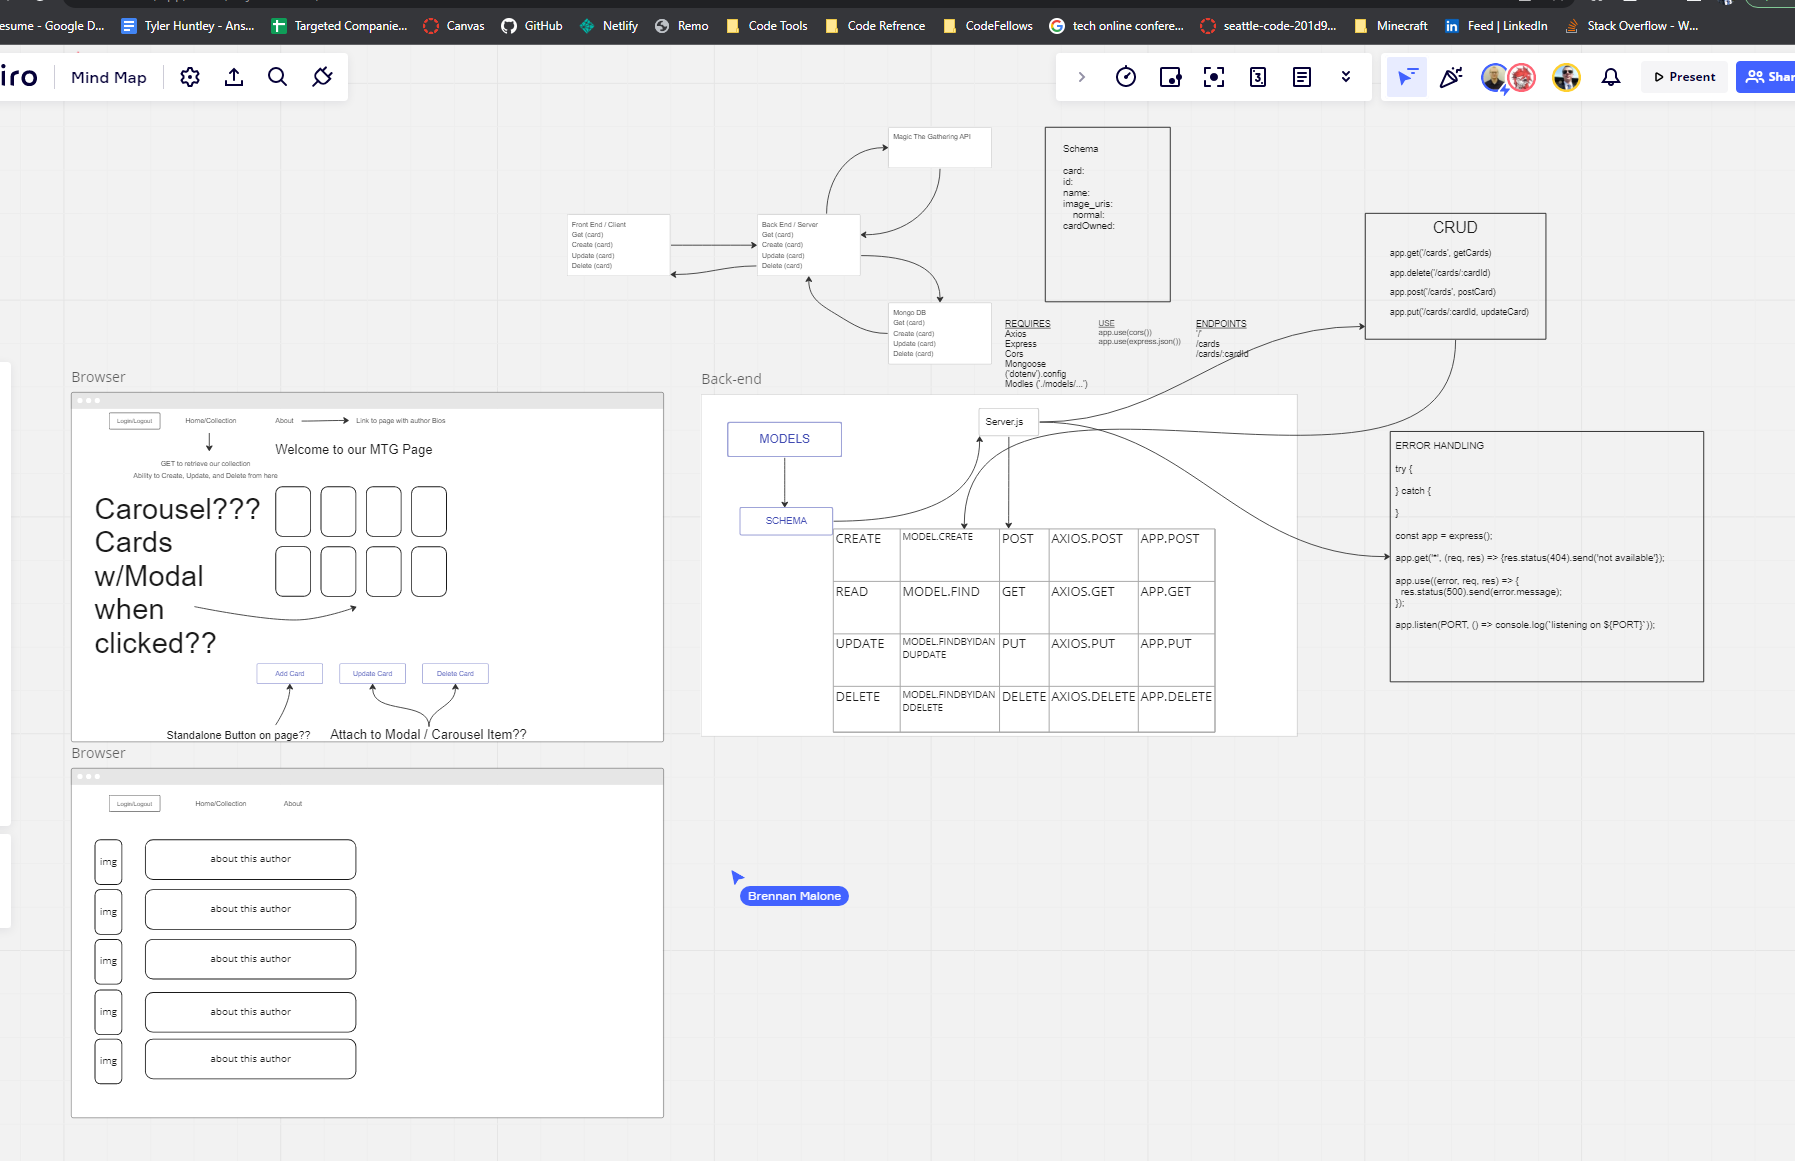 esume - Google D...
Tyler Huntley - Ans...
Targeted Companie...
Canvas
GitHub
Netlify
Remo
Code Tools
Code Refrence
CodeFellows
tech online confere...
seattle-code-201d9...
Minecraft
Feed | LinkedIn
Stack Overflow - W...
iro
Mind Map
3
Present
Shar
Magic The Gathering API
Front End / Client
Get (card)
Create (card)
Update (card)
Delete (card)
Back End / Server
Get (card)
Create (card)
Update (card)
Delete (card)
Mongo DB
Get (card)
Create (card)
Update (card)
Delete (card)
Schema
card:
id:
name:
image_uris:
normal:
cardOwned:
REQUIRES
Axios
Express
Cors
Mongoose
('dotenv').config
Modles ('./models/...')
USE
app.use(cors())
app.use(express.json())
ENDPOINTS
'/'
/cards
/cards/:cardId
CRUD
app.get('/cards', getCards)
app.delete('/cards/:cardId)
app.post('/cards', postCard)
app.put('/cards/:cardId, updateCard)
Browser
Login/Logout
Home/Collection
About
Link to page with author Bios
Welcome to our MTG Page
GET to retrieve our collection
Ability to Create, Update, and Delete from here
Carousel???
Cards
w/Modal
when
clicked??
Add Card
Update Card
Delete Card
Standalone Button on page??
Attach to Modal / Carousel Item??
Back-end
MODELS
SCHEMA
Server.js
CREATE MODEL.CREATE POST AXIOS.POST APP.POST
READ MODEL.FIND GET AXIOS.GET APP.GET
UPDATE MODEL.FINDBYIDAN PUT AXIOS.PUT APP.PUT
DUPDATE
DELETE MODEL.FINDBYIDAN DELETE AXIOS.DELETE APP.DELETE
DDELETE
ERROR HANDLING
try {
} catch {
}
const app = express();
app.get('*', (req, res) => {res.status(404).send('not available'});
app.use((error, req, res) => {
res.status(500).send(error.message);
});
app.listen(PORT, () => console.log(`listening on ${PORT}`));
Browser
Login/Logout
Home/Collection
About
img
about this author
img
about this author
img
about this author
img
about this author
img
about this author
Brennan Malone